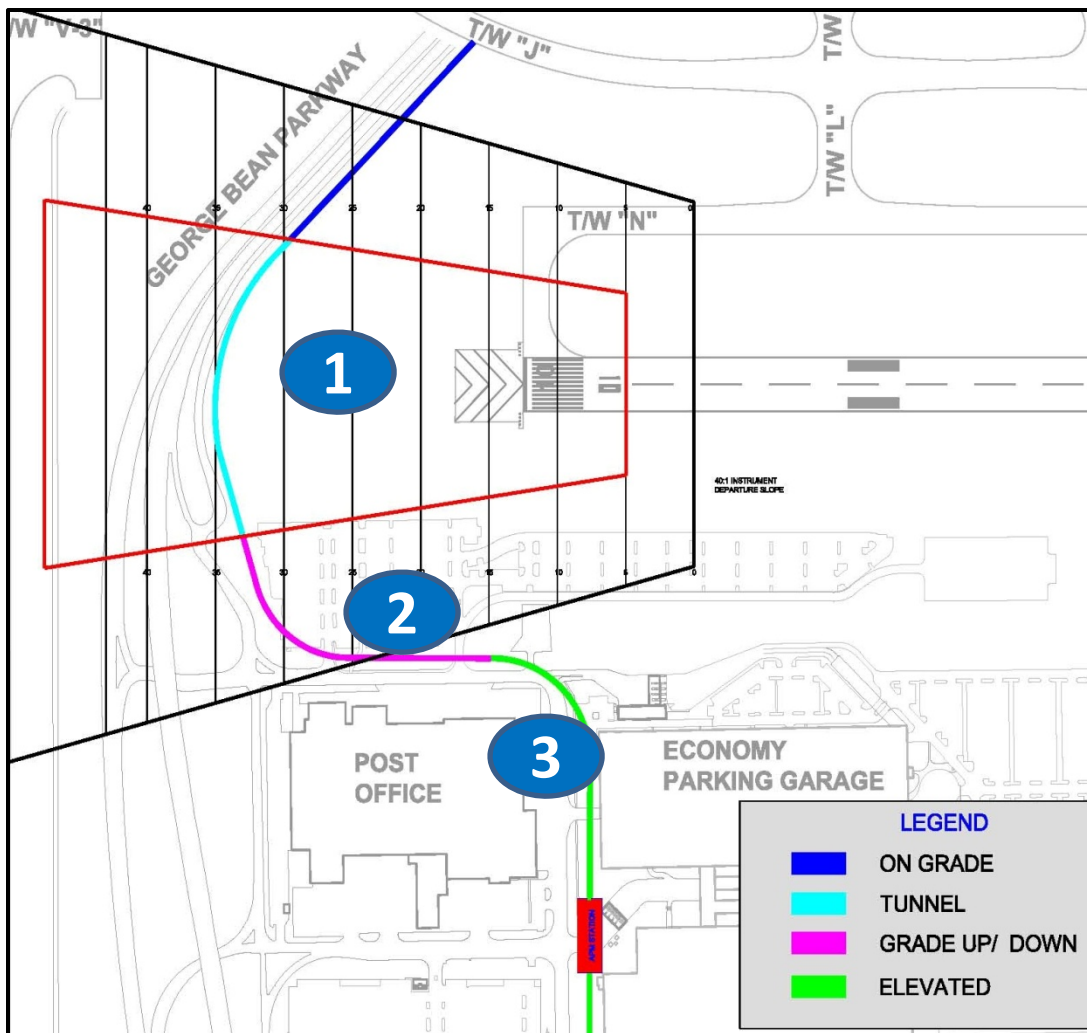 T/W "V-3"
T/W "J"
T/W
T/W "L"
GEORGE BEAN PARKWAY
40
35
30
25
20
15
10
5
0
T/W "N"
1
10
40:1 INSTRUMENT
DEPARTURE SLOPE
40
35
30
25
15
5
0
2
3
POST
OFFICE
ECONOMY
PARKING GARAGE
APM STATION
LEGEND
ON GRADE
TUNNEL
GRADE UP/ DOWN
ELEVATED